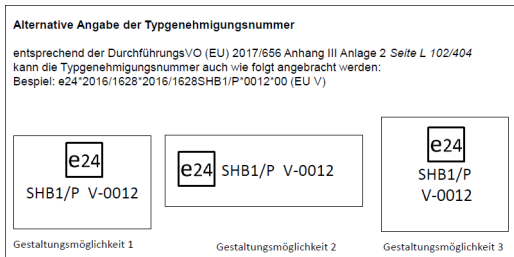 Alternative Angabe der Typgenehmigungsnummer
entsprechend der DurchführungsVO (EU) 2017/656 Anhang III Anlage 2 Seite L 102/404
kann die Typgenehmigungsnummer auch wie folgt angebracht werden:
Bespiel: e24*2016/1628*2016/1628SHB1/P*0012*00 (EU V)
e24
SHB1/P V-0012
Gestaltungsmöglichkeit 1
e24 SHB1/P V-0012
Gestaltungsmöglichkeit 2
e24
SHB1/P
V-0012
Gestaltungsmöglichkeit 3